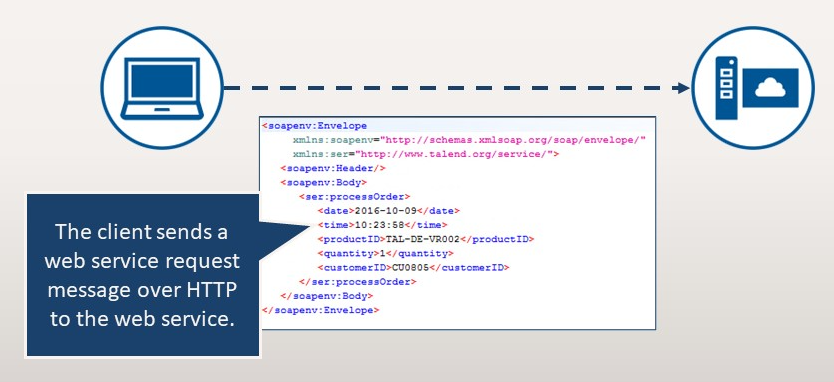 <soapenv:Envelope
xmlns:soapenv="http://schemas.xmlsoap.org/soap/envelope/"
xmlns:ser="http://www.talend.org/service/">
<soapenv:Header/>
<soapenv:Body>
<ser:processOrder>
<date>2016-10-09</date>
<time>10:23:58</time>
<productID>TAL-DE-VR002</productID>
<quantity>1</quantity>
<customerID>CU0805</customerID>
</ser:processOrder>
</soapenv:Body>
</soapenv:Envelope>
The client sends a
web service request
message over HTTP
to the web service.